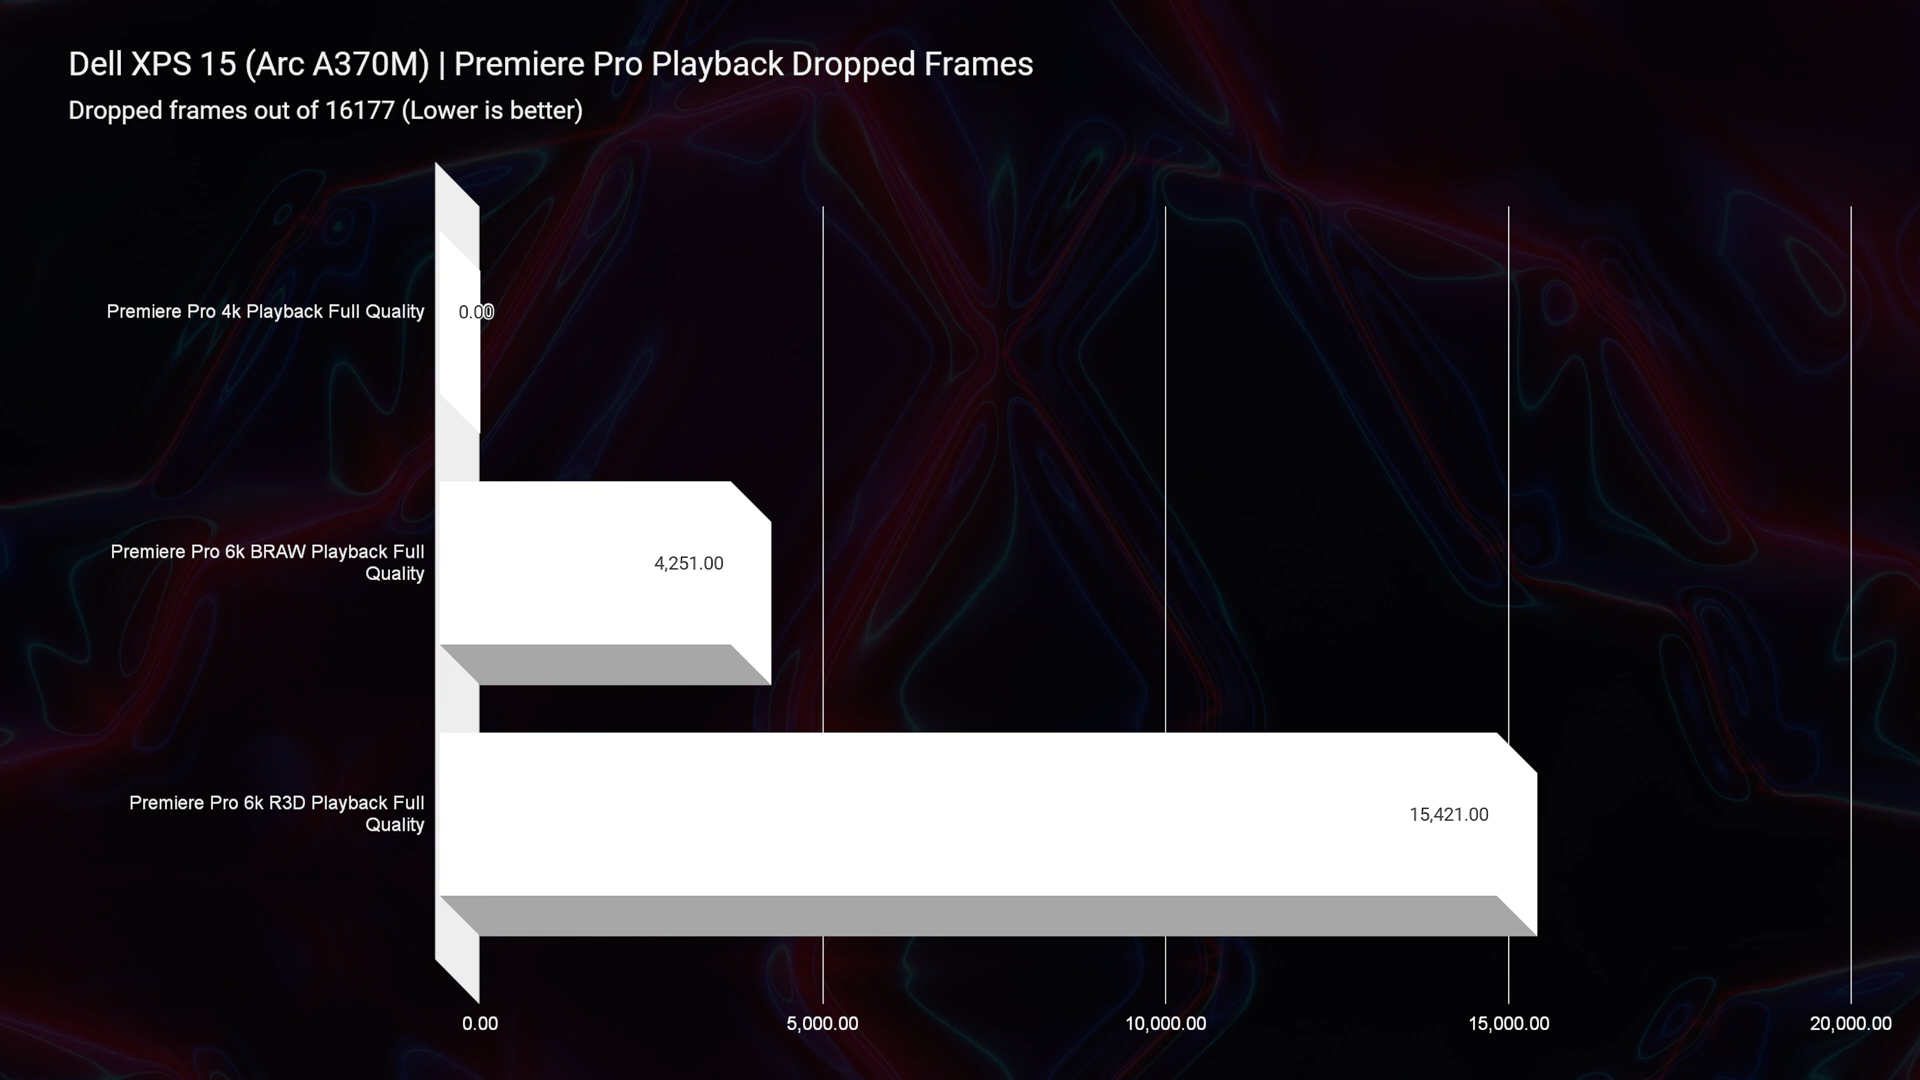 Dell XPS 15 (Arc A370M) | Premiere Pro Playback Dropped Frames
Dropped frames out of 16177 (Lower is better)
Premiere Pro 4k Playback Full Quality
0.00
Premiere Pro 6k BRAW Playback Full
Quality
4,251.00
Premiere Pro 6k R3D Playback Full
Quality
15,421.00
0.00
5,000.00
10,000.00
15,000.00
20,000.00